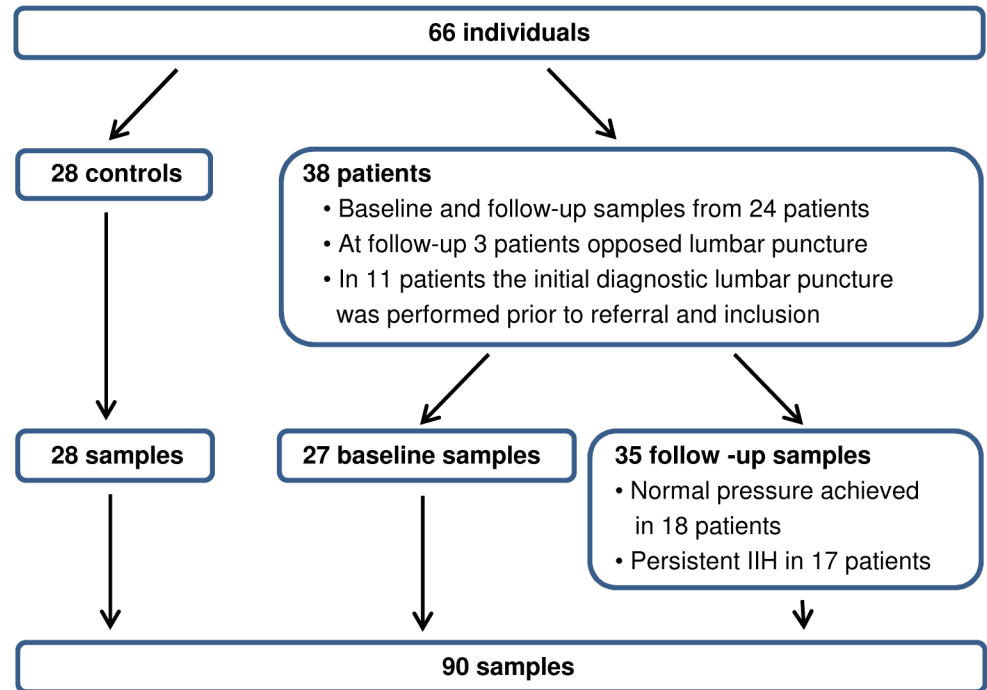 66 individuals
28 controls
38 patients
• Baseline and follow-up samples from 24 patients
• At follow-up 3 patients opposed lumbar puncture
• In 11 patients the initial diagnostic lumbar puncture
was performed prior to referral and inclusion
28 samples
27 baseline samples
35 follow -up samples
• Normal pressure achieved
in 18 patients
• Persistent IIH in 17 patients
90 samples